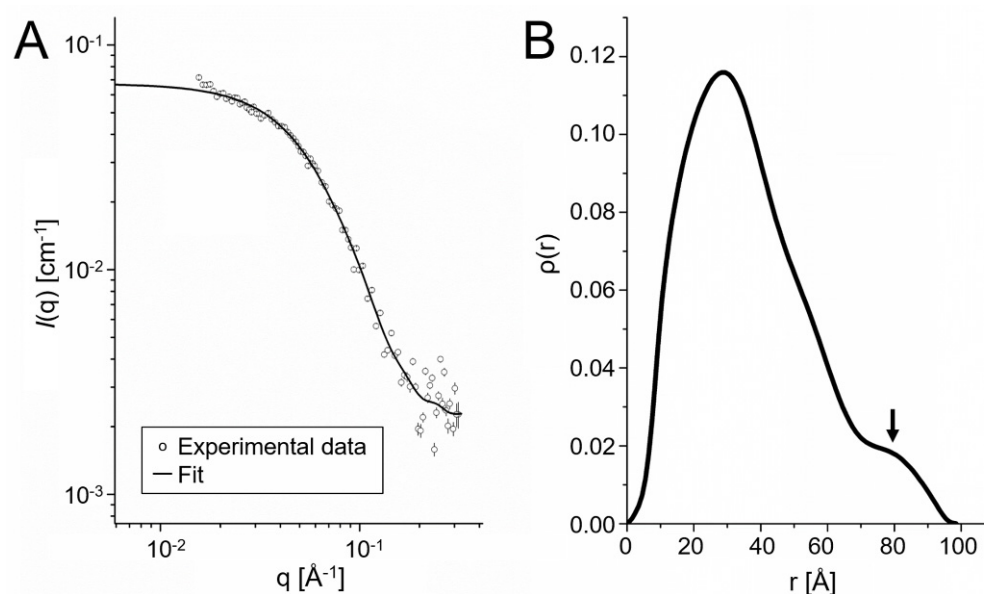 A
10⁻¹
10⁻²
10⁻³
I(q) [cm⁻¹]
Experimental data
Fit
10⁻²
10⁻¹
q [Å⁻¹]
B
0.12
0.10
0.08
0.06
0.04
0.02
0.00
ρ(r)
0
20
40
60
80
100
r [Å]